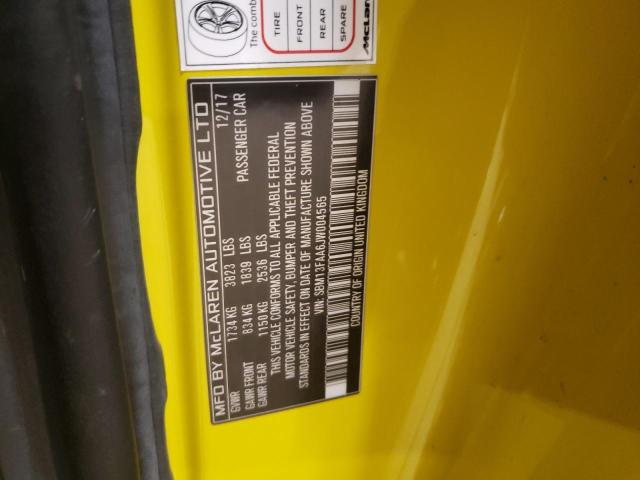 The comb
TIRE
FRONT
REAR
SPARE
McLar
MFD BY McLAREN AUTOMOTIVE LTD
12/17
GVWR 1734 KG 3823 LBS
GAWR FRONT 834 KG 1839 LBS
GAWR REAR 1150 KG 2536 LBS
PASSENGER CAR
THIS VEHICLE CONFORMS TO ALL APPLICABLE FEDERAL
MOTOR VEHICLE SAFETY, BUMPER AND THEFT PREVENTION
STANDARDS IN EFFECT ON DATE OF MANUFACTURE SHOWN ABOVE
VIN: SBM13FAA6JW004565
COUNTRY OF ORIGIN UNITED KINGDOM